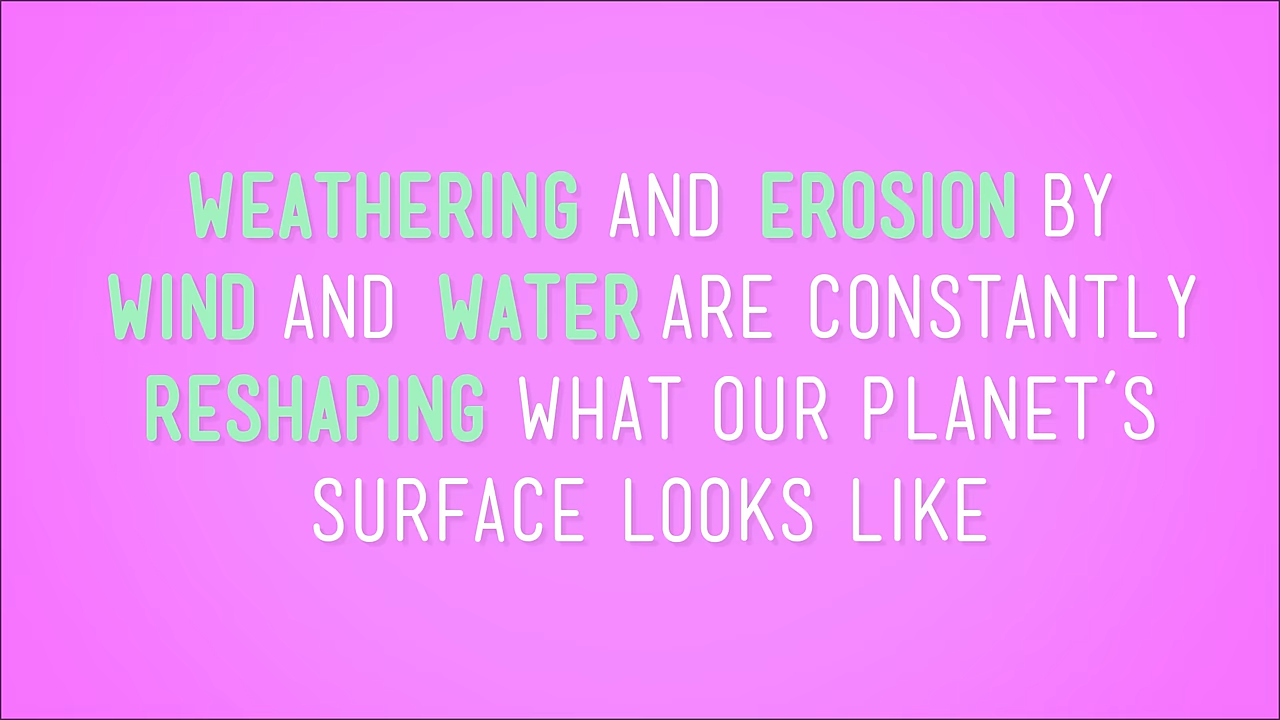 WEATHERING AND EROSION BY
WIND AND WATER ARE CONSTANTLY
RESHAPING WHAT OUR PLANET'S
SURFACE LOOKS LIKE